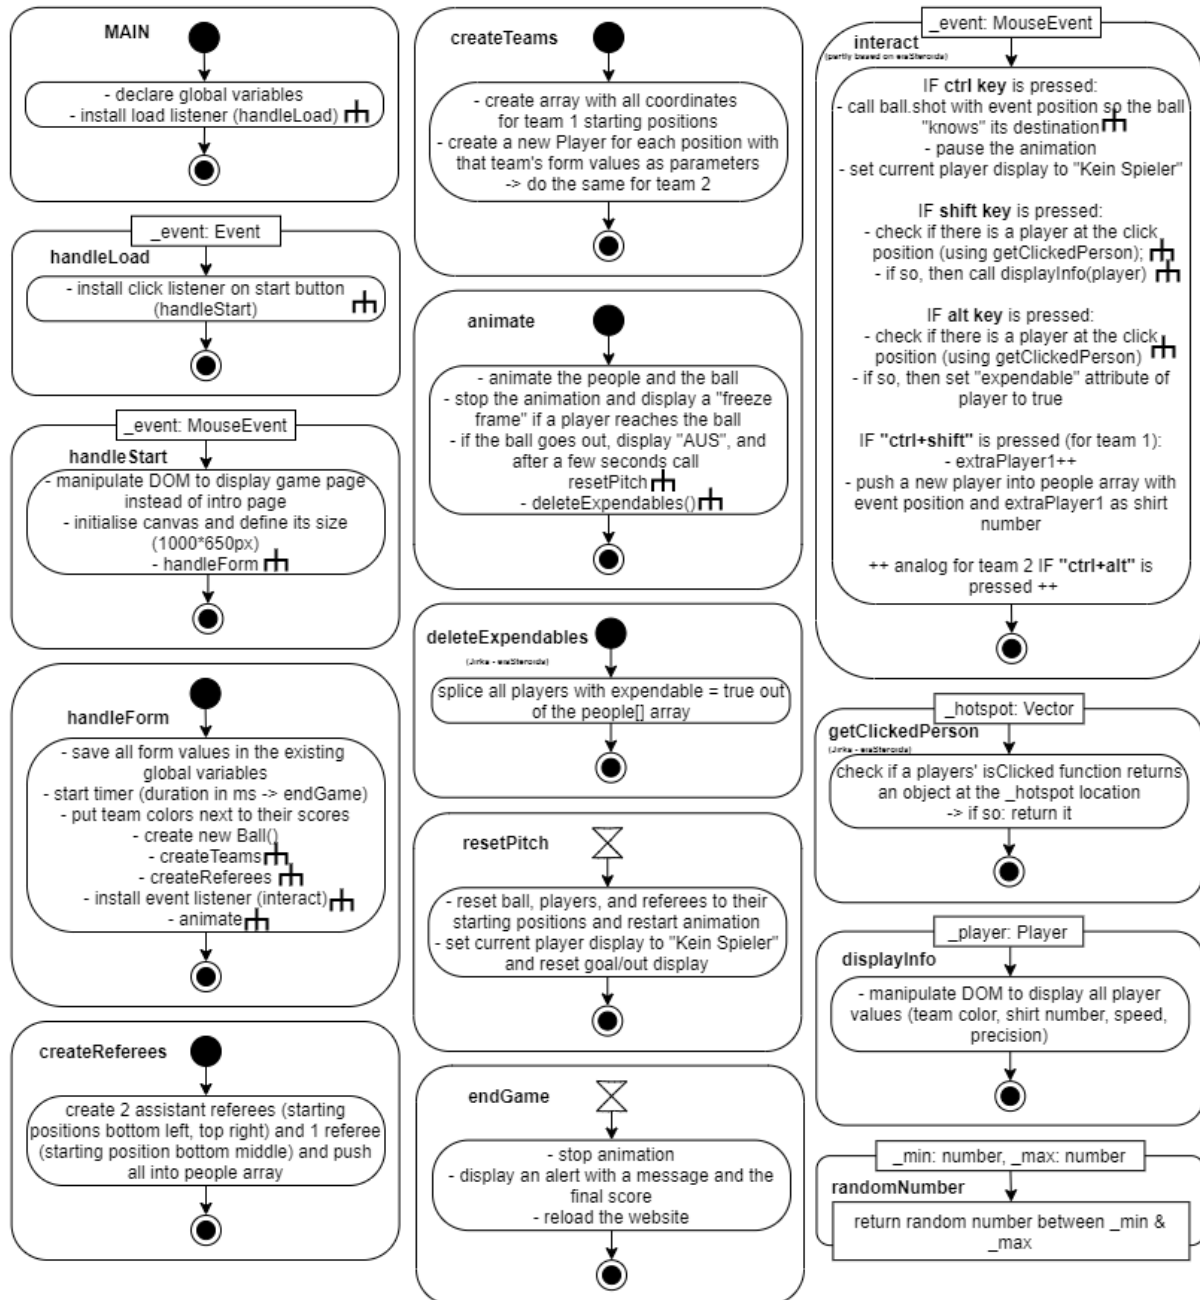 MAIN
- declare global variables
- install load listener (handleLoad)
_event: Event
handleLoad
- install click listener on start button
(handleStart)
_event: MouseEvent
handleStart
- manipulate DOM to display game page
instead of intro page
- initialise canvas and define its size
(1000*650px)
- handleForm
handleForm
- save all form values in the existing
global variables
- start timer (duration in ms -> endGame)
- put team colors next to their scores
- create new Ball()
- createTeams
- createReferees
- install event listener (interact)
- animate
createReferees
create 2 assistant referees (starting
positions bottom left, top right) and 1 referee
(starting position bottom middle) and push
all into people array
createTeams
- create array with all coordinates
for team 1 starting positions
- create a new Player for each position with
that team's form values as parameters
-> do the same for team 2
animate
- animate the people and the ball
- stop the animation and display a "freeze
frame" if a player reaches the ball
- if the ball goes out, display "AUS", and
after a few seconds call
resetPitch
- deleteExpendables()
deleteExpendables
(Jirka - eiaSteroids)
splice all players with expendable = true out
of the people[] array
resetPitch
- reset ball, players, and referees to their
starting positions and restart animation
- set current player display to "Kein Spieler"
and reset goal/out display
endGame
- stop animation
- display an alert with a message and the
final score
- reload the website
_event: MouseEvent
interact
(partly based on eiaSteroids)
IF ctrl key is pressed:
- call ball.shot with event position so the ball
"knows" its destination
- pause the animation
- set current player display to "Kein Spieler"
IF shift key is pressed:
- check if there is a player at the click
position (using getClickedPerson);
- if so, then call displayInfo(player)
IF alt key is pressed:
- check if there is a player at the click
position (using getClickedPerson)
- if so, then set "expendable" attribute of
player to true
IF "ctrl+shift" is pressed (for team 1):
- extraPlayer1++
- push a new player into people array with
event position and extraPlayer1 as shirt
number
++ analog for team 2 IF "ctrl+alt" is
pressed ++
_hotspot: Vector
getClickedPerson
(Jirka - eiaSteroids)
check if a players' isClicked function returns
an object at the _hotspot location
-> if so: return it
_player: Player
displayInfo
- manipulate DOM to display all player
values (team color, shirt number, speed,
precision)
_min: number, _max: number
randomNumber
return random number between _min &
_max